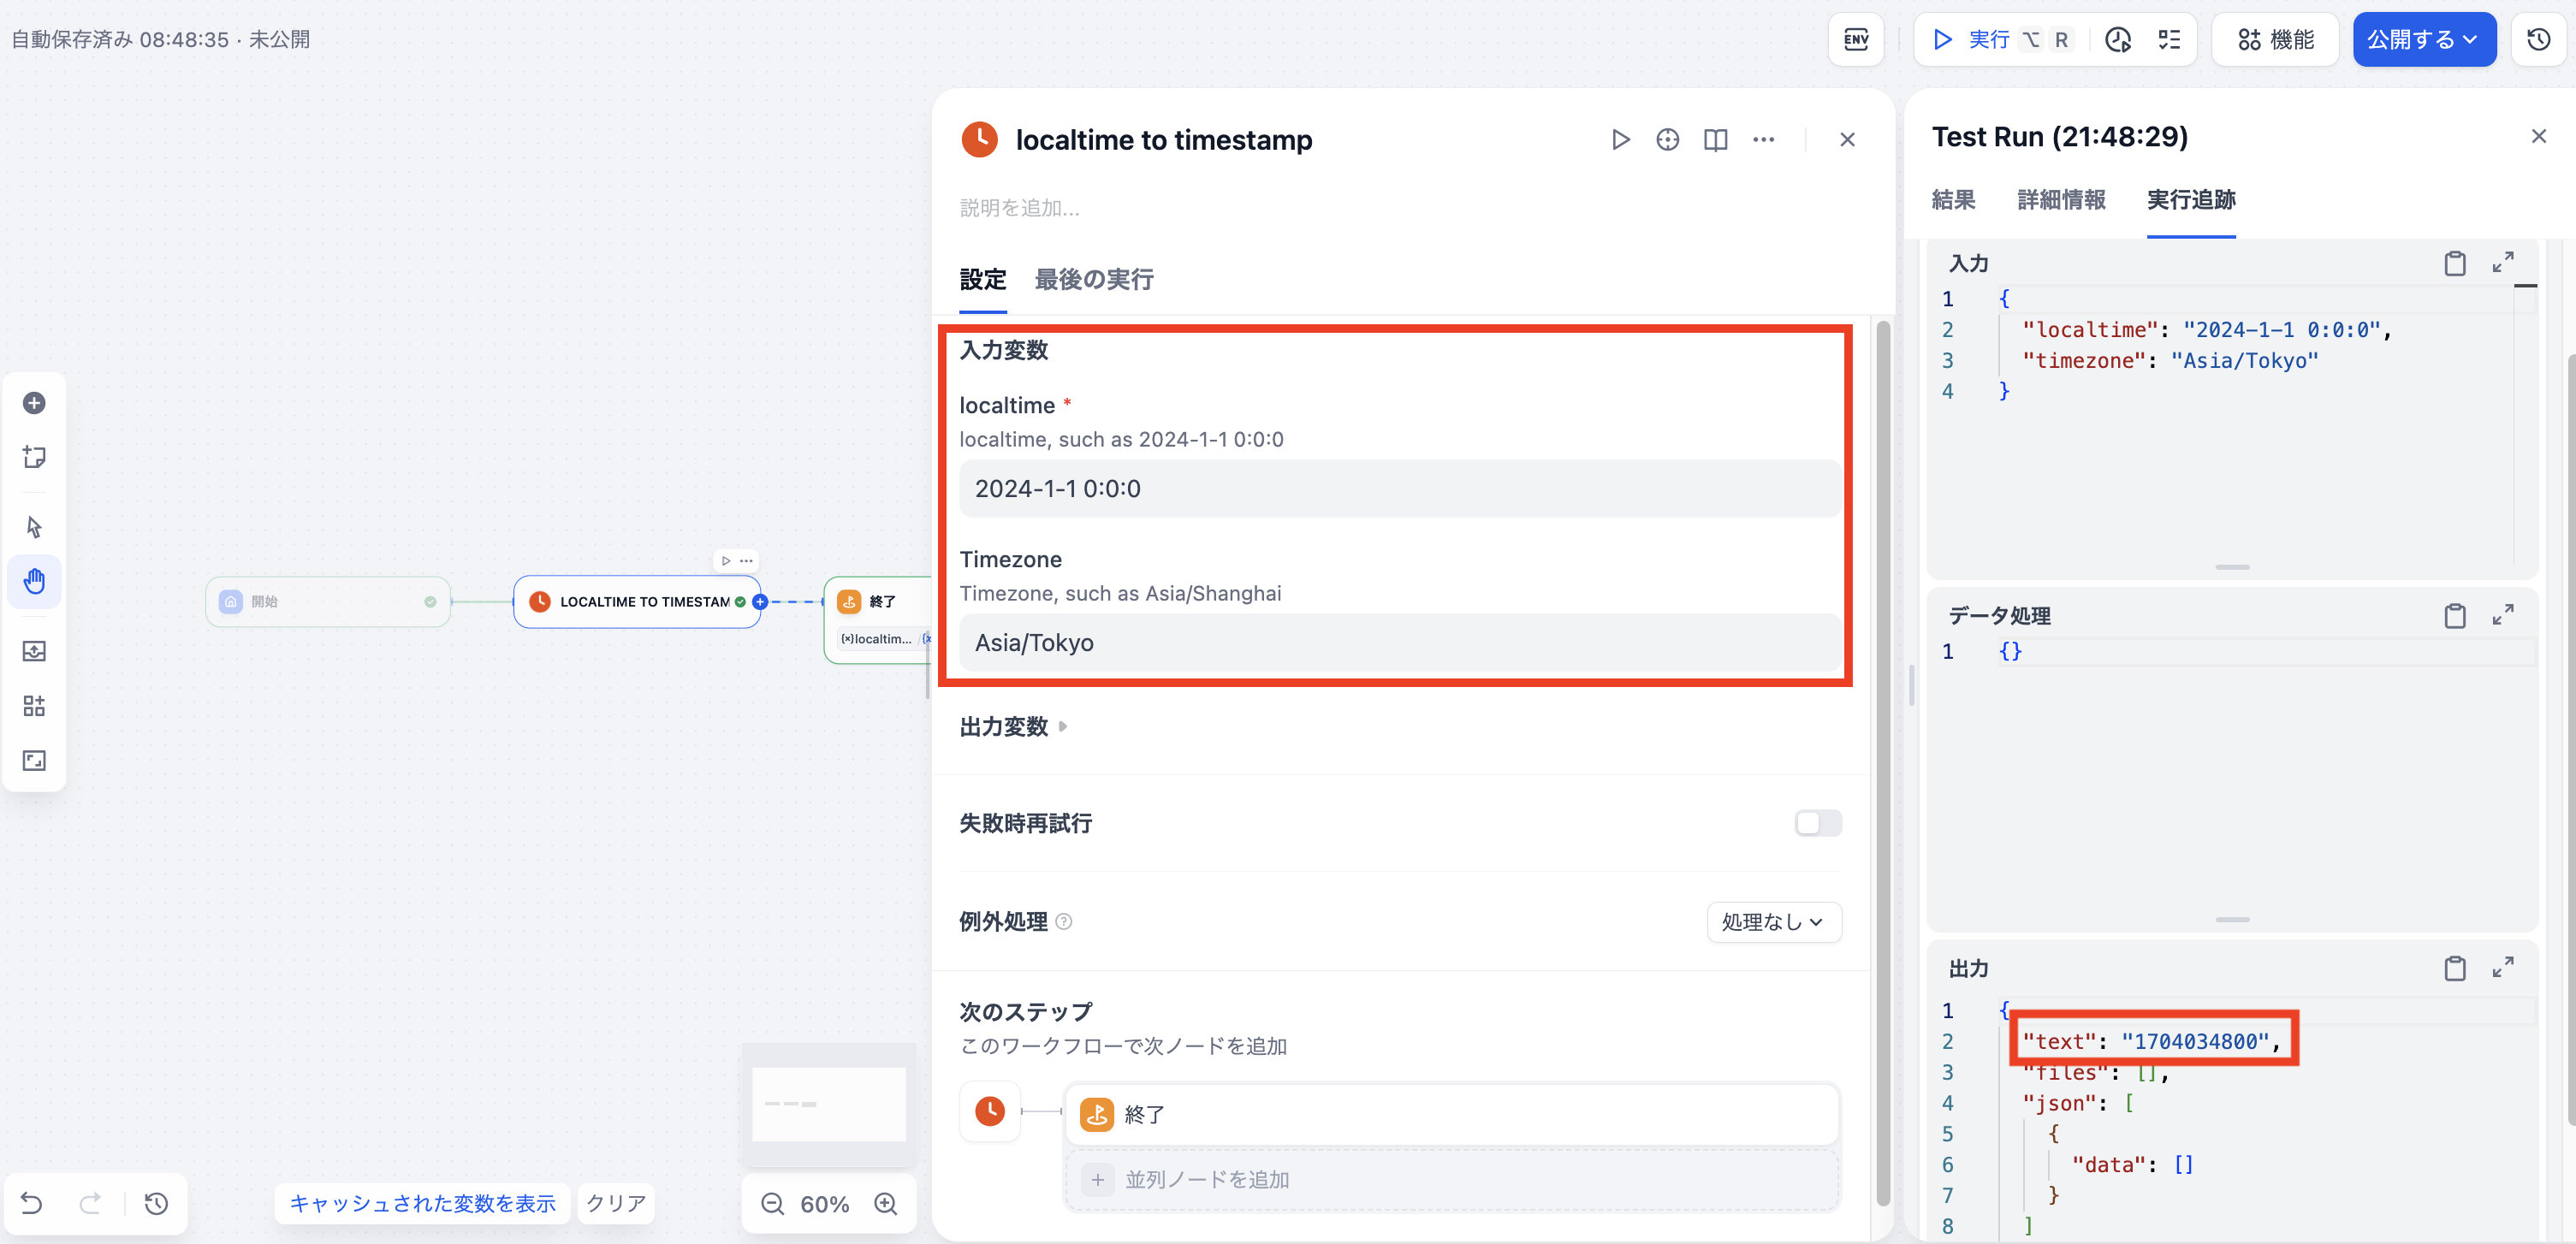 自動保存済み 08:48:35 · 未公開
ENV
実行 ⌥ R
機能
公開する
localtime to timestamp
説明を追加...
設定 最後の実行
入力変数
localtime *
localtime, such as 2024-1-1 0:0:0
2024-1-1 0:0:0
Timezone
Timezone, such as Asia/Shanghai
Asia/Tokyo
出力変数
失敗時再試行
例外処理
処理なし
次のステップ
このワークフローで次ノードを追加
終了
並列ノードを追加
開始
LOCALTIME TO TIMESTAM
終了
{x}localtim... /{x
キャッシュされた変数を表示
クリア
60%
Test Run (21:48:29)
結果 詳細情報 実行追跡
入力
1 {
2 "localtime": "2024-1-1 0:0:0",
3 "timezone": "Asia/Tokyo"
4 }
データ処理
1 {}
出力
1 {
2 "text": "1704034800",
3 "files": [],
4 "json": [
5 {
6 "data": []
7 }
8 ]